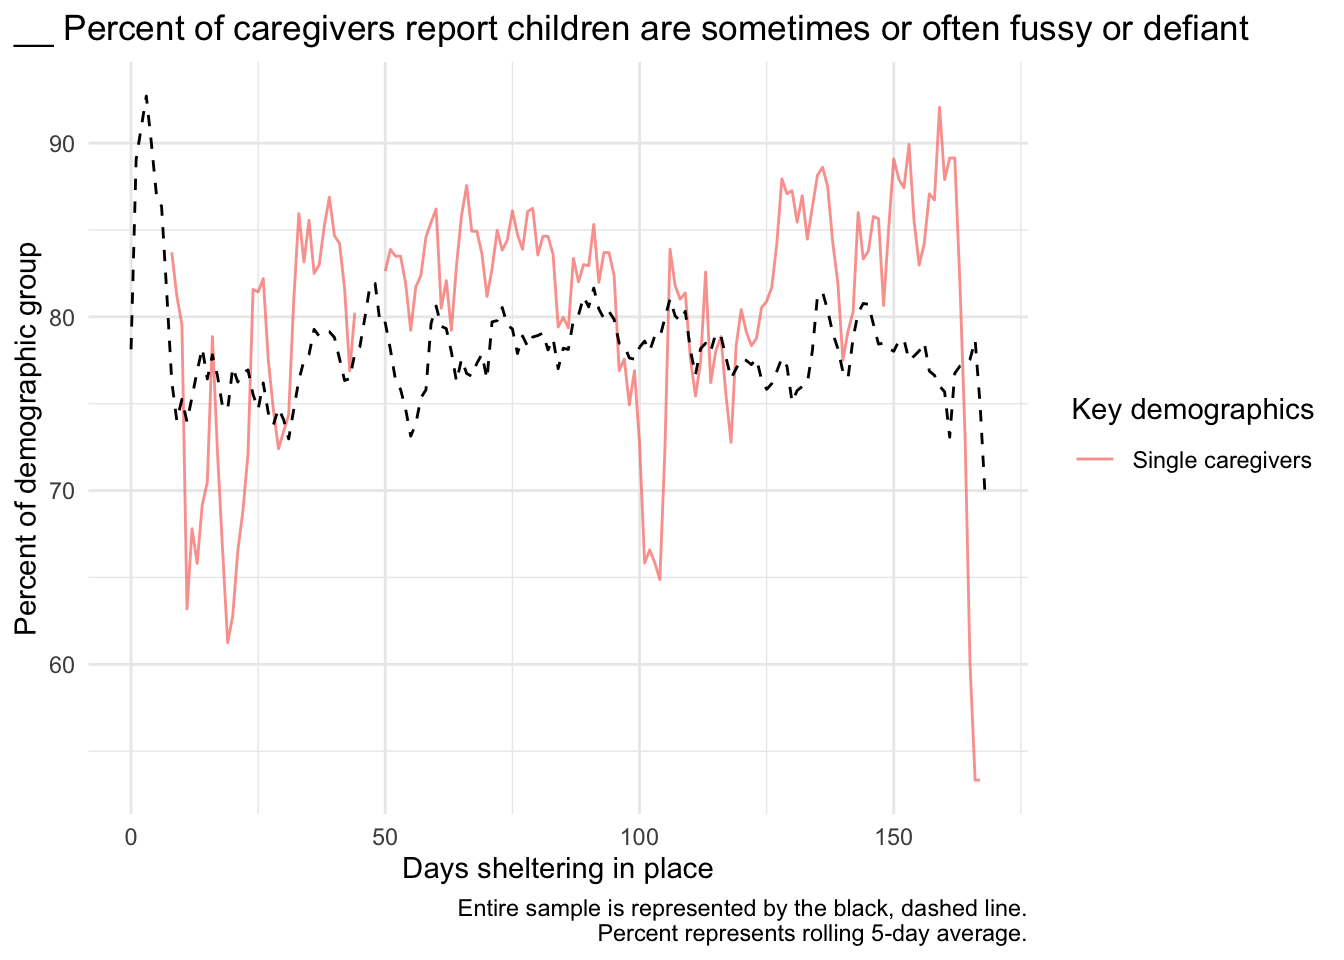 __ Percent of caregivers report children are sometimes or often fussy or defiant
Percent of demographic group
90
80
70
60
0
50
100
150
Days sheltering in place
Key demographics
Single caregivers
Entire sample is represented by the black, dashed line.
Percent represents rolling 5-day average.